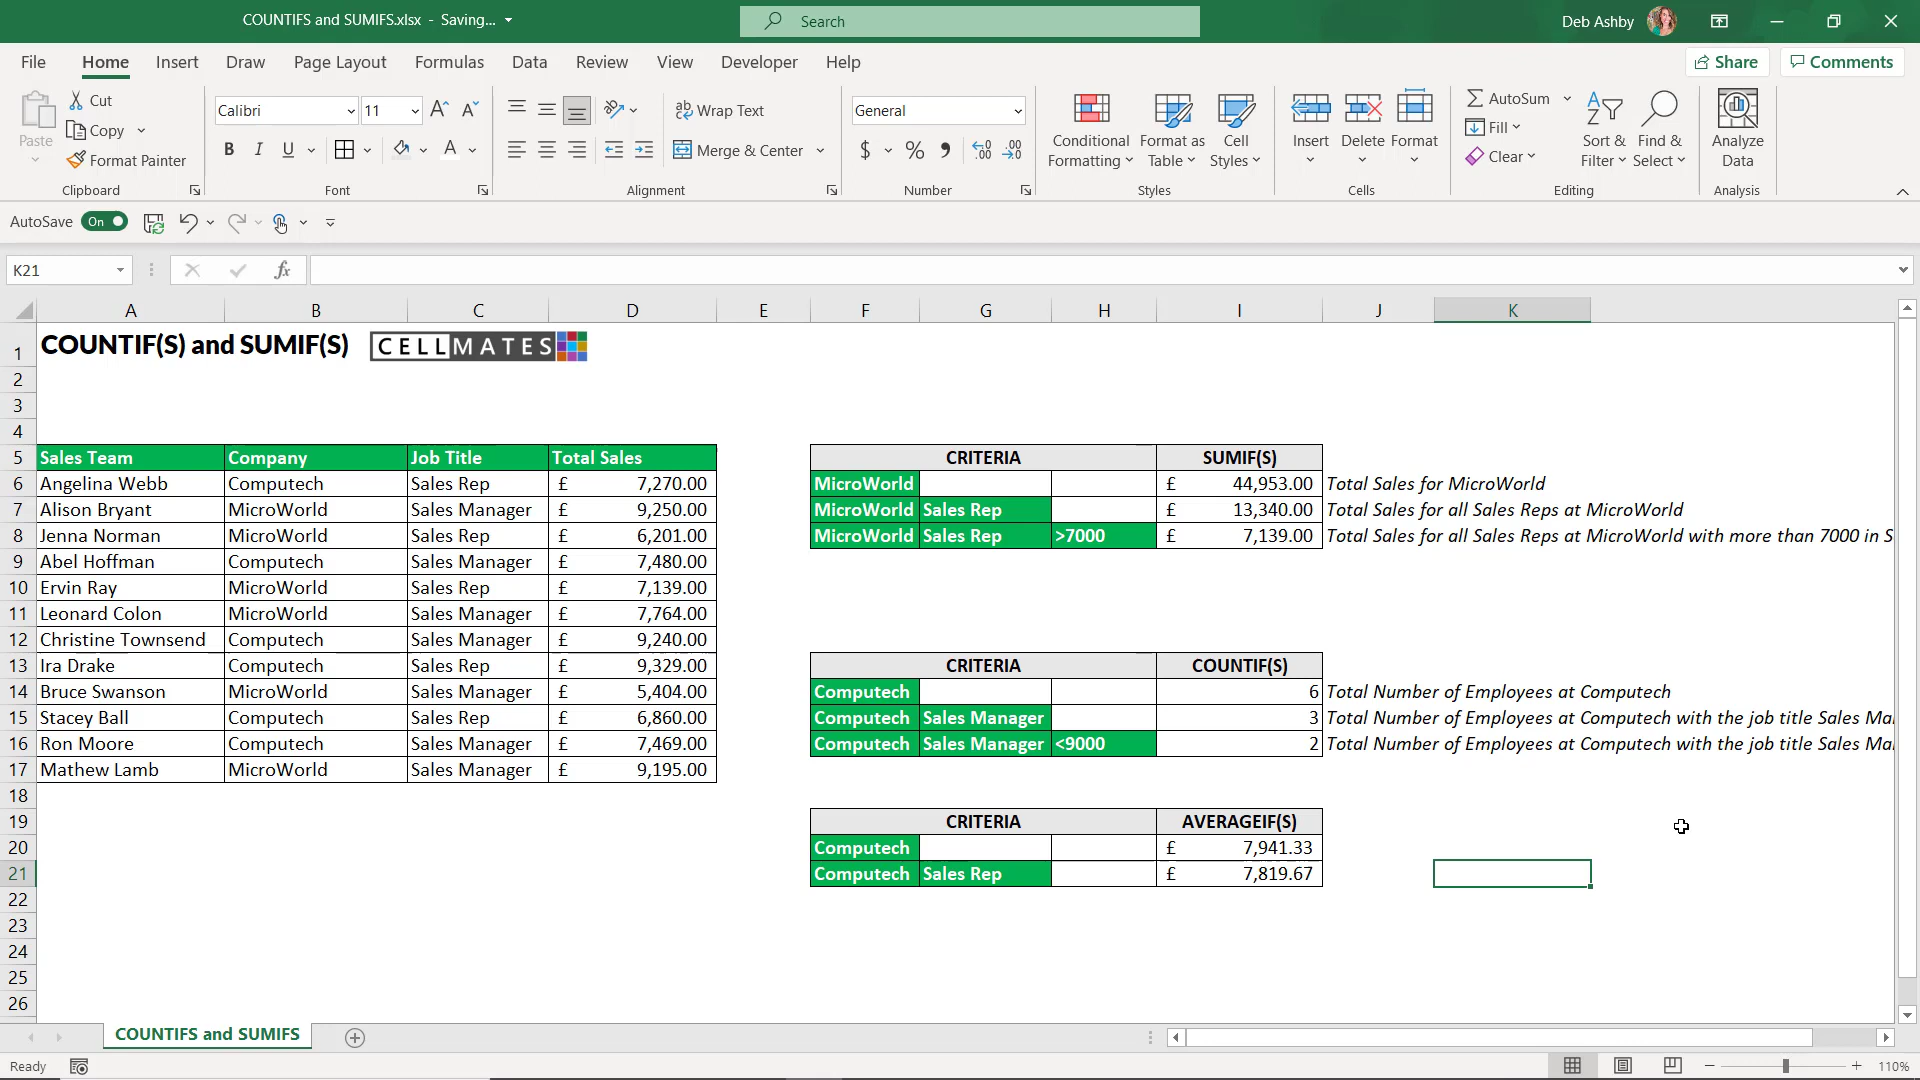 COUNTIFS and SUMIFS.xlsx - Saving...
Search
Deb Ashby
File Home Insert Draw Page Layout Formulas Data Review View Developer Help
Share Comments
Paste
Cut
Copy
Format Painter
Clipboard
Calibri 11
B I U
Font
Wrap Text
Merge & Center
Alignment
General
$ % 9
Number
Conditional Formatting
Format as Table
Cell Styles
Styles
Insert Delete Format
Cells
AutoSum
Fill
Clear
Sort & Filter
Find & Select
Editing
Analyze Data
Analysis
AutoSave On
K21 fx
A B C D E F G H I J K
1 COUNTIF(S) and SUMIF(S) CELLMATES
2
3
4
5 Sales Team Company Job Title Total Sales CRITERIA SUMIF(S)
6 Angelina Webb Computech Sales Rep £ 7,270.00 MicroWorld £ 44,953.00 Total Sales for MicroWorld
7 Alison Bryant MicroWorld Sales Manager £ 9,250.00 MicroWorld Sales Rep £ 13,340.00 Total Sales for all Sales Reps at MicroWorld
8 Jenna Norman MicroWorld Sales Rep £ 6,201.00 MicroWorld Sales Rep >7000 £ 7,139.00 Total Sales for all Sales Reps at MicroWorld with more than 7000 in S
9 Abel Hoffman Computech Sales Manager £ 7,480.00
10 Ervin Ray MicroWorld Sales Rep £ 7,139.00
11 Leonard Colon MicroWorld Sales Manager £ 7,764.00
12 Christine Townsend Computech Sales Manager £ 9,240.00
13 Ira Drake Computech Sales Rep £ 9,329.00 CRITERIA COUNTIF(S)
14 Bruce Swanson MicroWorld Sales Manager £ 5,404.00 Computech 6 Total Number of Employees at Computech
15 Stacey Ball Computech Sales Rep £ 6,860.00 Computech Sales Manager 3 Total Number of Employees at Computech with the job title Sales Ma
16 Ron Moore Computech Sales Manager £ 7,469.00 Computech Sales Manager <9000 2 Total Number of Employees at Computech with the job title Sales Ma
17 Mathew Lamb MicroWorld Sales Manager £ 9,195.00
18
19 CRITERIA AVERAGEIF(S)
20 Computech £ 7,941.33
21 Computech Sales Rep £ 7,819.67
22
23
24
25
26
COUNTIFS and SUMIFS
Ready 110%